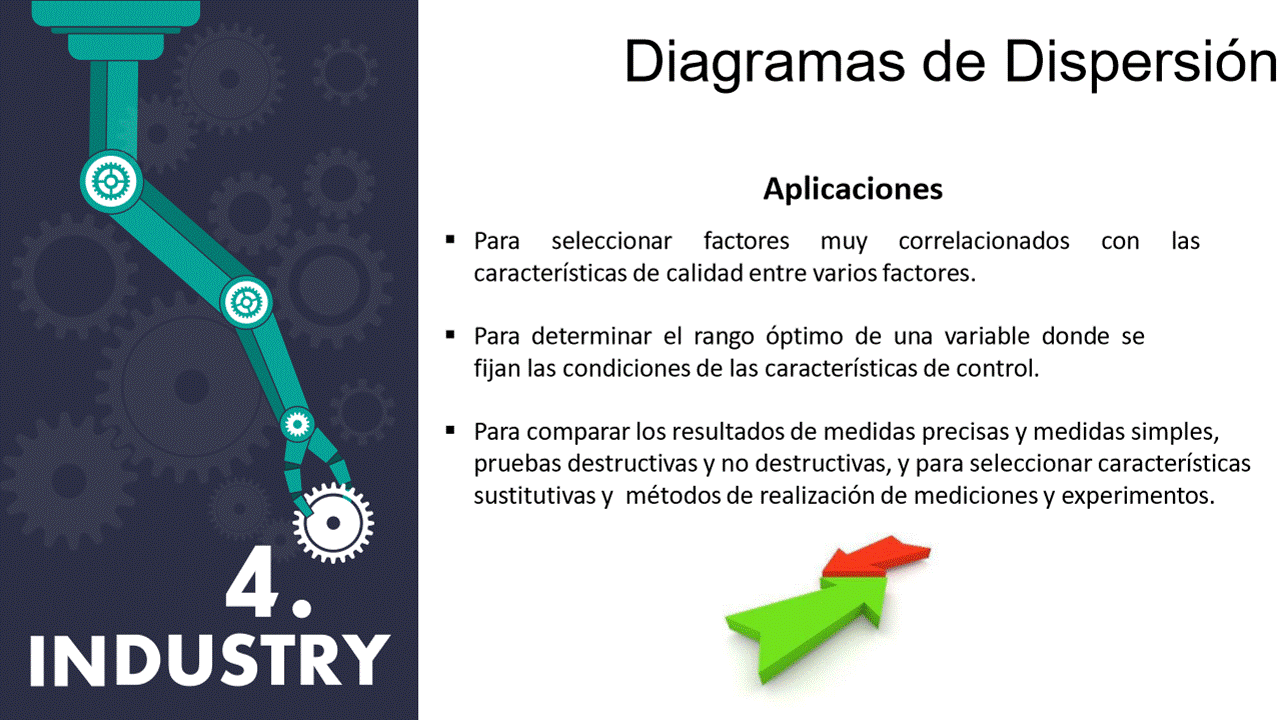 Diagramas de Dispersión
Aplicaciones
▪ Para seleccionar factores muy correlacionados con las
características de calidad entre varios factores.
▪ Para determinar el rango óptimo de una variable donde se
fijan las condiciones de las características de control.
▪ Para comparar los resultados de medidas precisas y medidas simples,
pruebas destructivas y no destructivas, y para seleccionar características
sustitutivas y métodos de realización de mediciones y experimentos.
4.
INDUSTRY